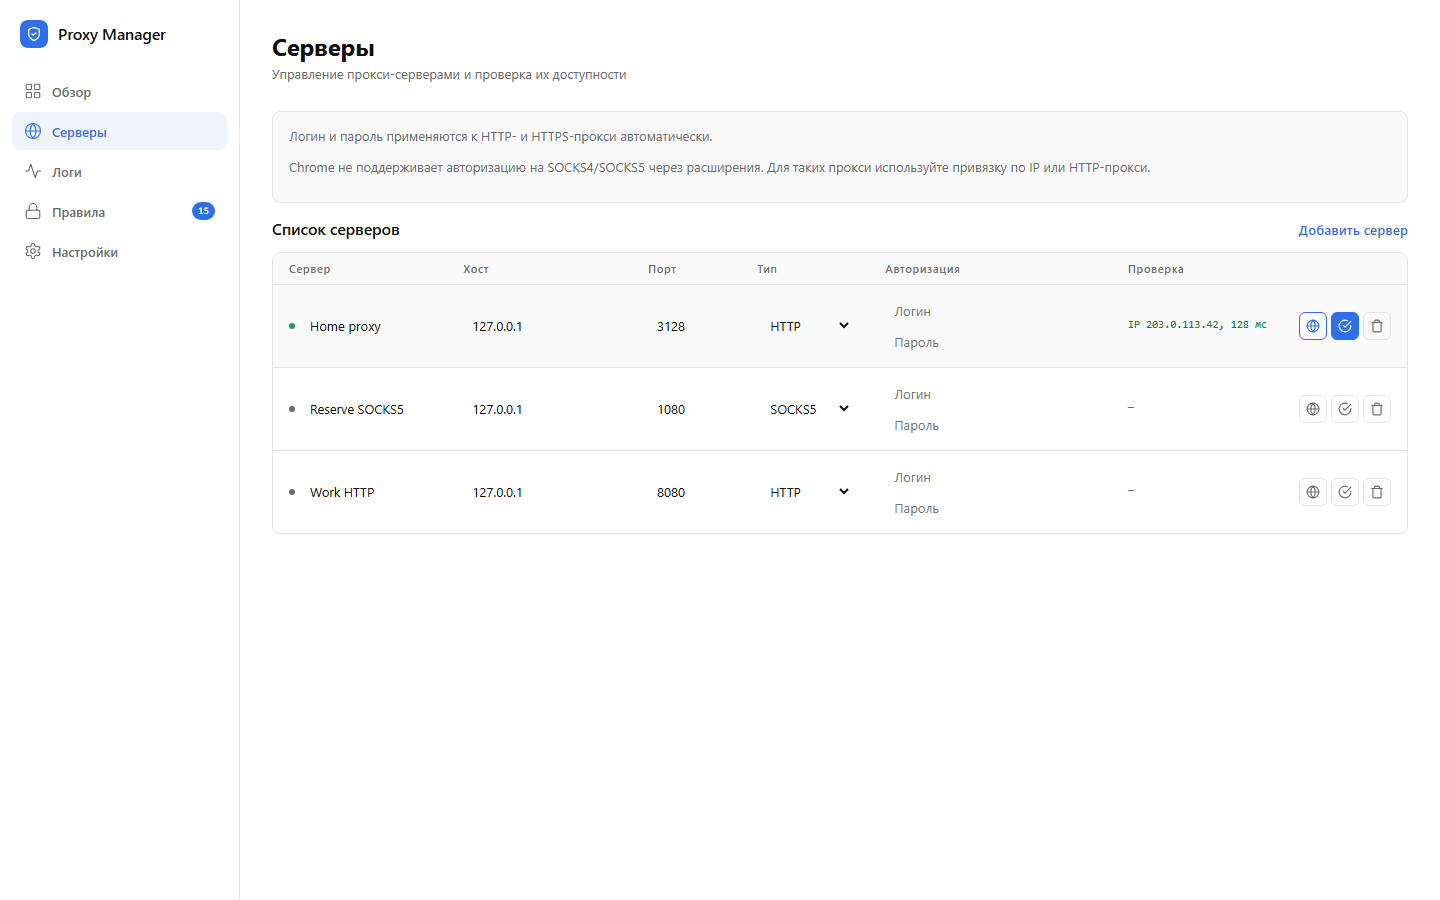 Proxy Manager
Обзор
Серверы
Логи
Правила 15
Настройки
Серверы
Управление прокси-серверами и проверка их доступности
Логин и пароль применяются к HTTP- и HTTPS-прокси автоматически.
Chrome не поддерживает авторизацию на SOCKS4/SOCKS5 через расширения. Для таких прокси используйте привязку по IP или HTTP-прокси.
Список серверов Добавить сервер
Сервер Хост Порт Тип Авторизация Проверка
Home proxy 127.0.0.1 3128 HTTP Логин IP 203.0.113.42, 128 мс
Пароль
Reserve SOCKS5 127.0.0.1 1080 SOCKS5 Логин —
Пароль
Work HTTP 127.0.0.1 8080 HTTP Логин —
Пароль